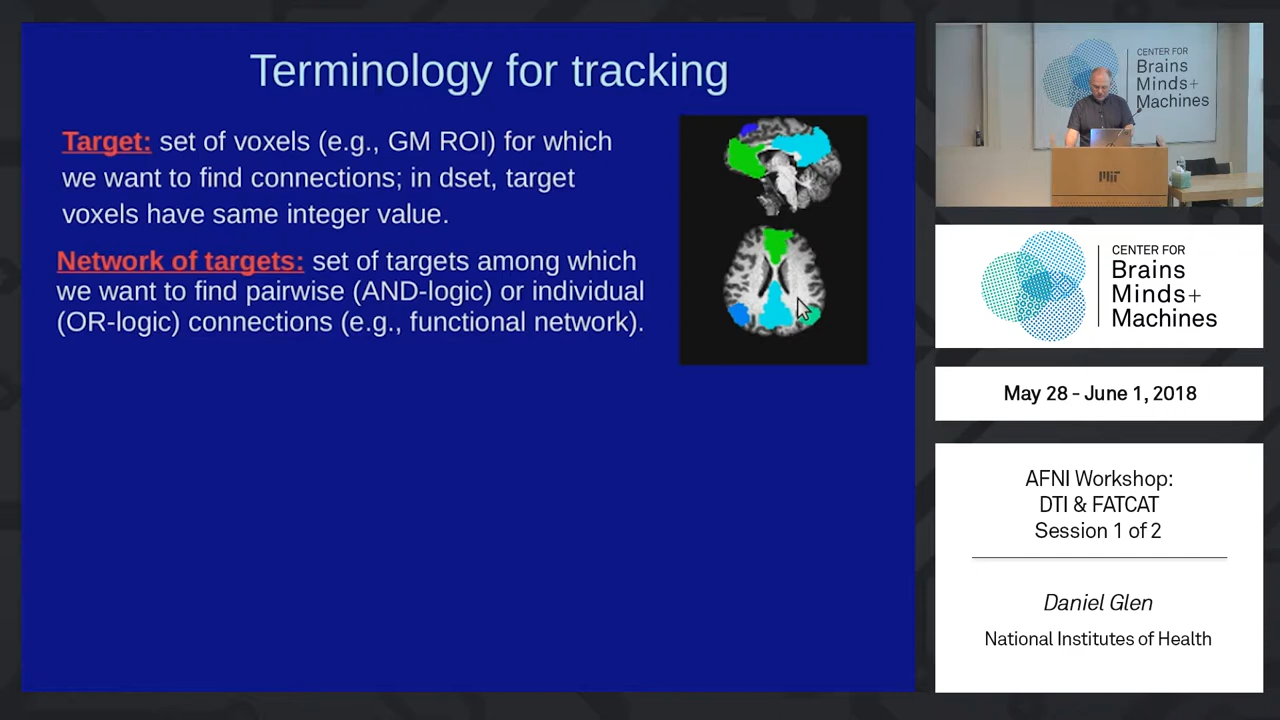 Terminology for tracking
Target: set of voxels (e.g., GM ROI) for which
we want to find connections; in dset, target
voxels have same integer value.
Network of targets: set of targets among which
we want to find pairwise (AND-logic) or individual
(OR-logic) connections (e.g., functional network).
CENTER FOR
Brains
Minds+
Machines
MIT
CENTER FOR
Brains
Minds+
Machines
May 28 - June 1, 2018
AFNI Workshop:
DTI & FATCAT
Session 1 of 2
Daniel Glen
National Institutes of Health